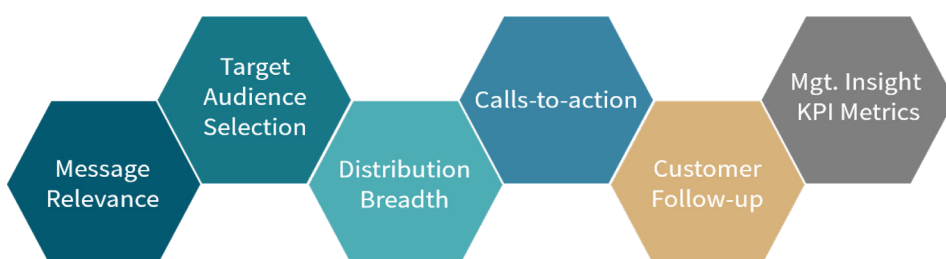 Message
Relevance
Target
Audience
Selection
Distribution
Breadth
Calls-to-action
Customer
Follow-up
Mgt. Insight
KPI Metrics